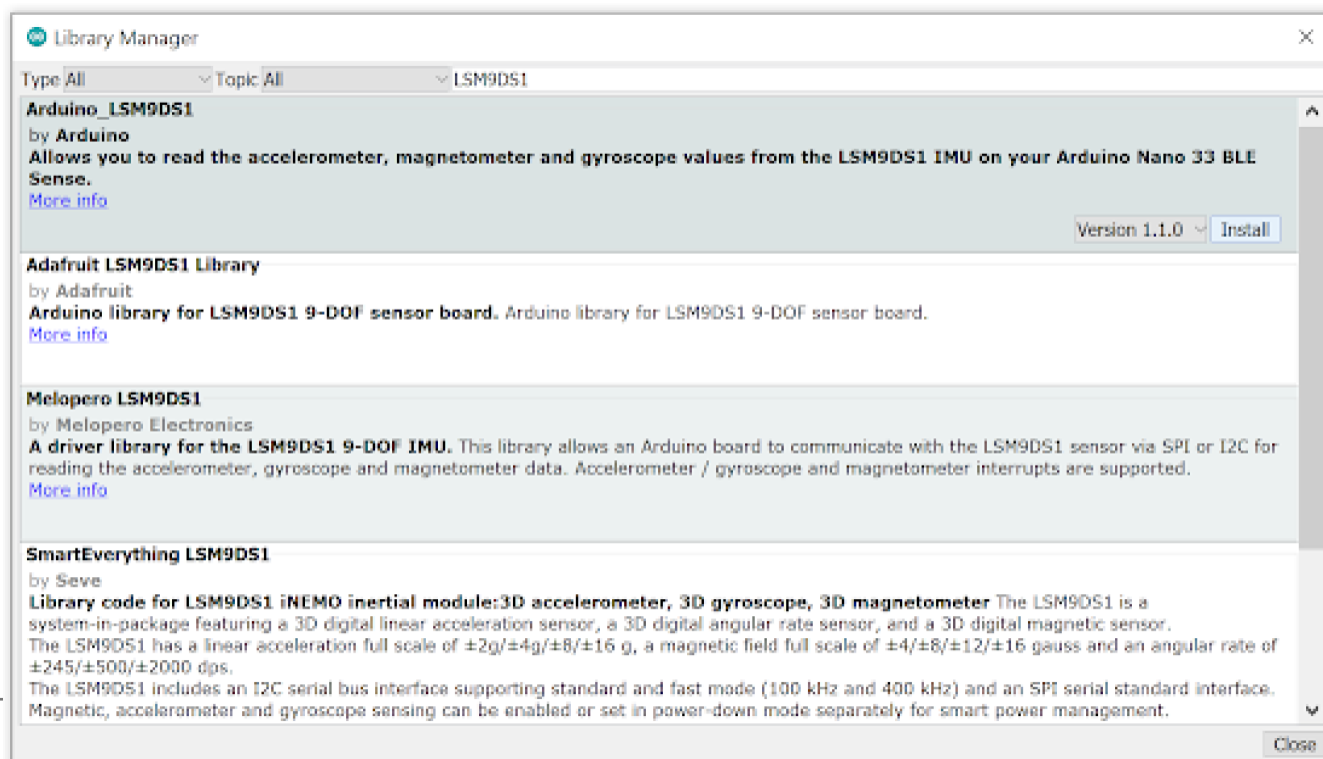 Library Manager
Type All Topic All LSM9DS1
Arduino_LSM9DS1
by Arduino
Allows you to read the accelerometer, magnetometer and gyroscope values from the LSM9DS1 IMU on your Arduino Nano 33 BLE
Sense.
More info
Version 1.1.0 Install
Adafruit LSM9DS1 Library
by Adafruit
Arduino library for LSM9DS1 9-DOF sensor board. Arduino library for LSM9DS1 9-DOF sensor board.
More info
Melopero LSM9DS1
by Melopero Electronics
A driver library for the LSM9DS1 9-DOF IMU. This library allows an Arduino board to communicate with the LSM9DS1 sensor via SPI or I2C for
reading the accelerometer, gyroscope and magnetometer data. Accelerometer / gyroscope and magnetometer interrupts are supported.
More info
SmartEverything LSM9DS1
by Seve
Library code for LSM9DS1 iNEMO inertial module:3D accelerometer, 3D gyroscope, 3D magnetometer The LSM9DS1 is a
system-in-package featuring a 3D digital linear acceleration sensor, a 3D digital angular rate sensor, and a 3D digital magnetic sensor.
The LSM9DS1 has a linear acceleration full scale of ±2g/±4g/±8/±16 g, a magnetic field full scale of ±4/±8/±12/±16 gauss and an angular rate of
±245/±500/±2000 dps.
The LSM9DS1 includes an I2C serial bus interface supporting standard and fast mode (100 kHz and 400 kHz) and an SPI serial standard interface.
Magnetic, accelerometer and gyroscope sensing can be enabled or set in power-down mode separately for smart power management.
Close